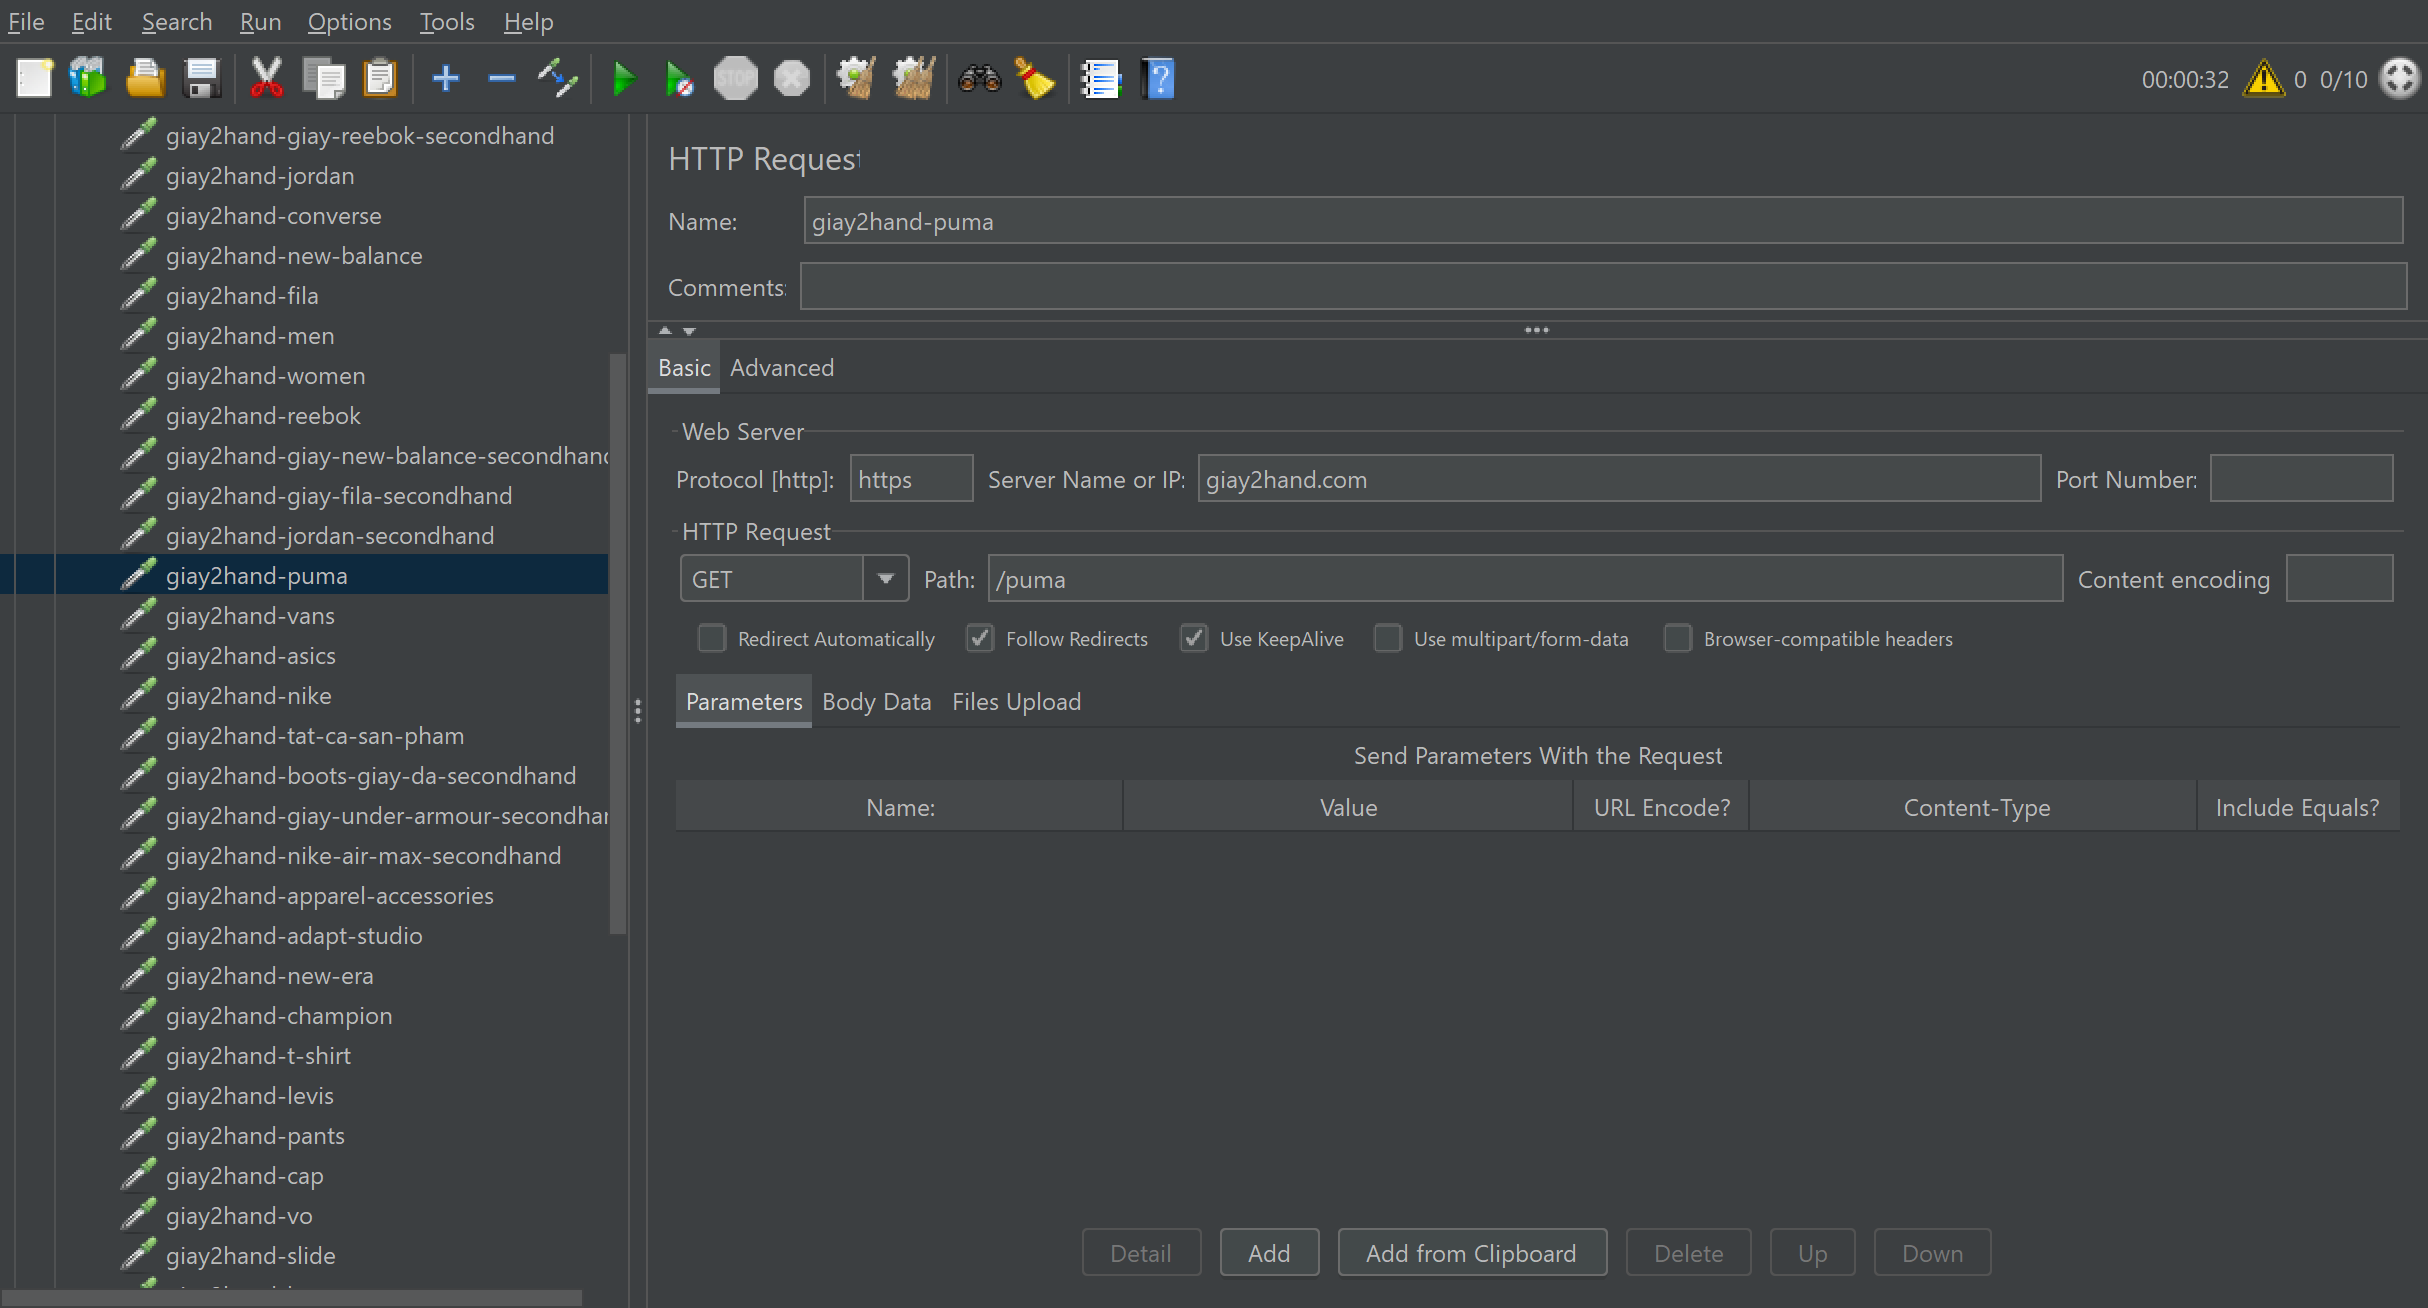 File Edit Search Run Options Tools Help
STOP
00:00:32 0 0/10
giay2hand-giay-reebok-secondhand
giay2hand-jordan
giay2hand-converse
giay2hand-new-balance
giay2hand-fila
giay2hand-men
giay2hand-women
giay2hand-reebok
giay2hand-giay-new-balance-secondhand
giay2hand-giay-fila-secondhand
giay2hand-jordan-secondhand
giay2hand-puma
giay2hand-vans
giay2hand-asics
giay2hand-nike
giay2hand-tat-ca-san-pham
giay2hand-boots-giay-da-secondhand
giay2hand-giay-under-armour-secondhar
giay2hand-nike-air-max-secondhand
giay2hand-apparel-accessories
giay2hand-adapt-studio
giay2hand-new-era
giay2hand-champion
giay2hand-t-shirt
giay2hand-levis
giay2hand-pants
giay2hand-cap
giay2hand-vo
giay2hand-slide
HTTP Request
Name: giay2hand-puma
Comments:
Basic Advanced
Web Server
Protocol [http]: https Server Name or IP: giay2hand.com Port Number:
HTTP Request
GET Path: /puma Content encoding
Redirect Automatically Follow Redirects Use KeepAlive Use multipart/form-data Browser-compatible headers
Parameters Body Data Files Upload
Send Parameters With the Request
Name: Value URL Encode? Content-Type Include Equals?
Detail Add Add from Clipboard Delete Up Down